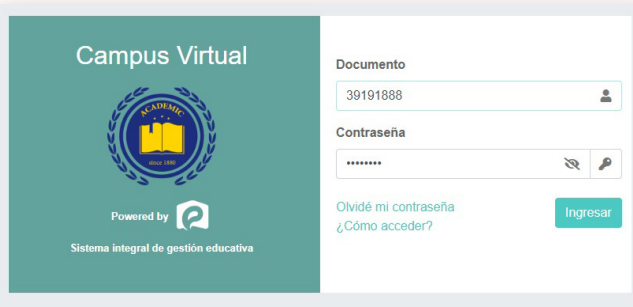 Campus Virtual
ACADEMIC
since 1880
Powered by
Sistema integral de gestión educativa
Documento
39191888
Contraseña
••••••••
Olvidé mi contraseña
¿Cómo acceder?
Ingresar